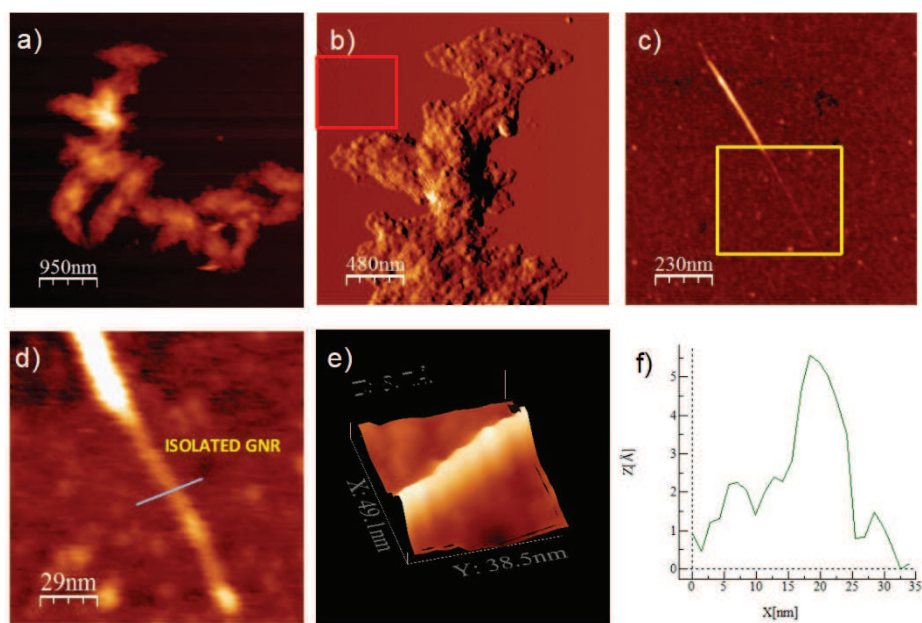 a)
950nm
b)
480nm
c)
230nm
d)
ISOLATED GNR
29nm
e)
X: 49.1nm
Y: 38.5nm
f)
Z[Å]
5
4
3
2
1
0
0
5
10
15
20
25
30
35
X[nm]